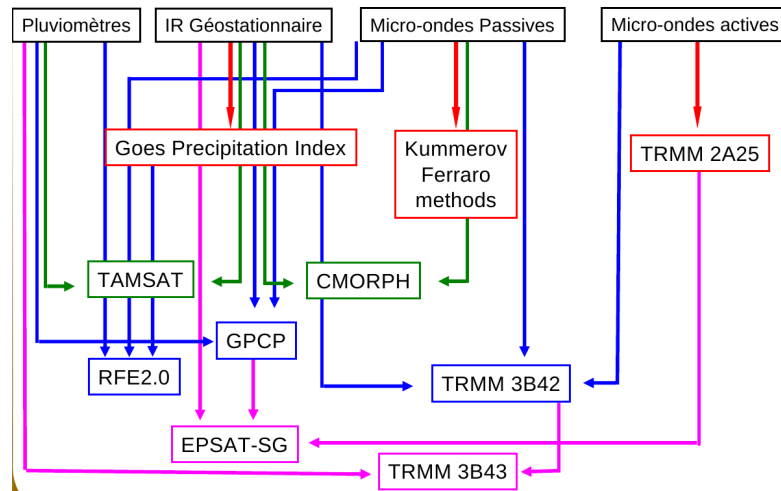 Pluviomètres
IR Géostationnaire
Micro-ondes Passives
Micro-ondes actives
Goes Precipitation Index
Kummerov
Ferraro
methods
TRMM 2A25
TAMSAT
CMORPH
GPCP
RFE2.0
TRMM 3B42
EPSAT-SG
TRMM 3B43